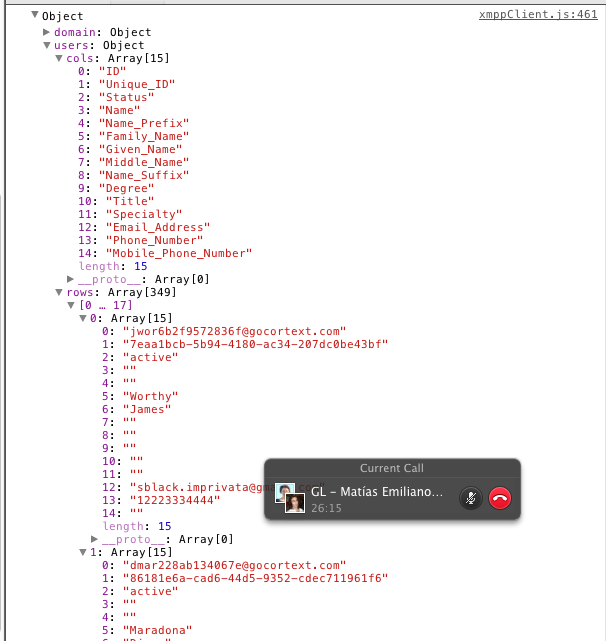 Object
xmppClient.js:461
domain: Object
users: Object
cols: Array[15]
0: "ID"
1: "Unique_ID"
2: "Status"
3: "Name"
4: "Name_Prefix"
5: "Family_Name"
6: "Given_Name"
7: "Middle_Name"
8: "Name_Suffix"
9: "Degree"
10: "Title"
11: "Specialty"
12: "Email_Address"
13: "Phone_Number"
14: "Mobile_Phone_Number"
length: 15
__proto__: Array[0]
rows: Array[349]
[0 … 17]
0: Array[15]
0: "jwor6b2f9572836f@gocortext.com"
1: "7eaa1bcb-5b94-4180-ac34-207dc0be43bf"
2: "active"
3: ""
4: ""
5: "Worthy"
6: "James"
7: ""
8: ""
9: ""
10: ""
11: ""
12: "sblack.imprivata@gmail.com"
13: "12223334444"
14: ""
length: 15
__proto__: Array[0]
Current Call
GL – Matías Emiliano…
26:15
1: Array[15]
0: "dmar228ab134067e@gocortext.com"
1: "86181e6a-cad6-44d5-9352-cdec711961f6"
2: "active"
3: ""
4: ""
5: "Maradona"